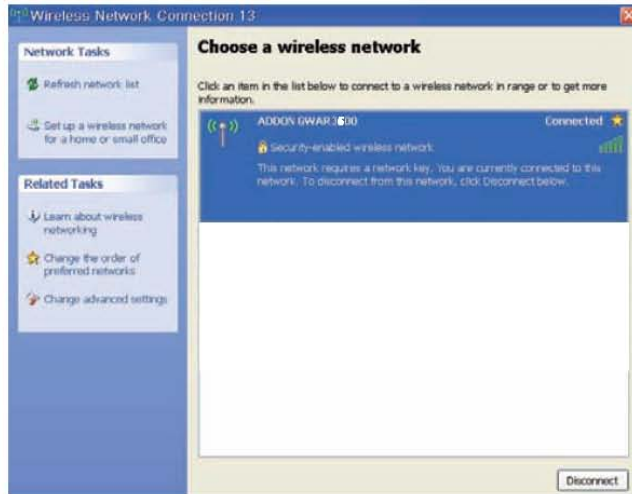 Wireless Network Connection 13
Network Tasks
Refresh network list
Set up a wireless network
for a home or small office
Related Tasks
Learn about wireless
networking
Change the order of
preferred networks
Change advanced settings
Choose a wireless network
Click an item in the list below to connect to a wireless network in range or to get more
information.
ADDON GWAR3600 Connected
Security-enabled wireless network
This network requires a network key. You are currently connected to this
network. To disconnect from this network, click Disconnect below.
Disconnect